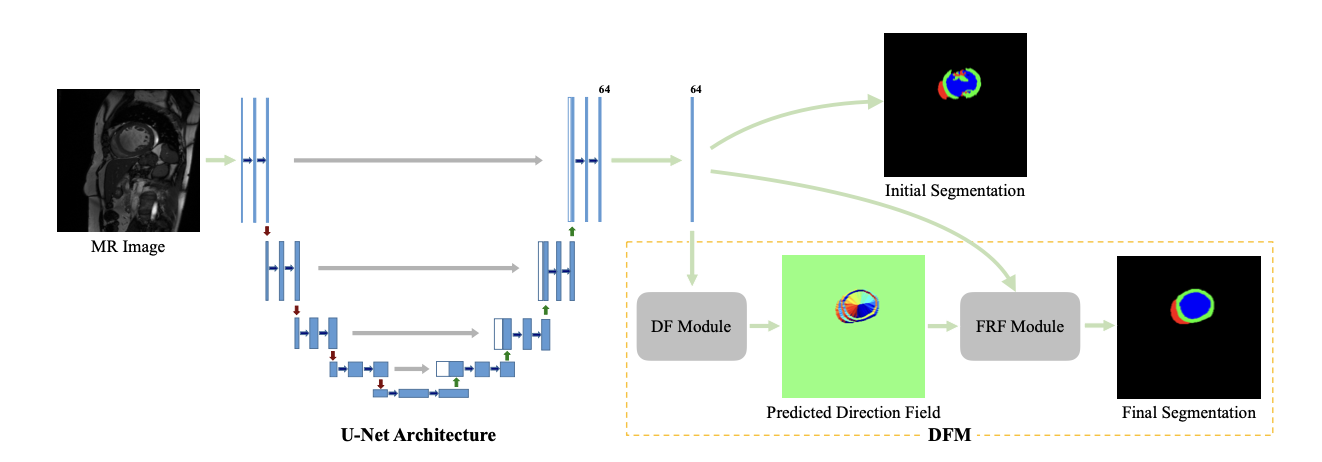 64
64
Initial Segmentation
MR Image
DF Module
FRF Module
Predicted Direction Field
Final Segmentation
U-Net Architecture
DFM